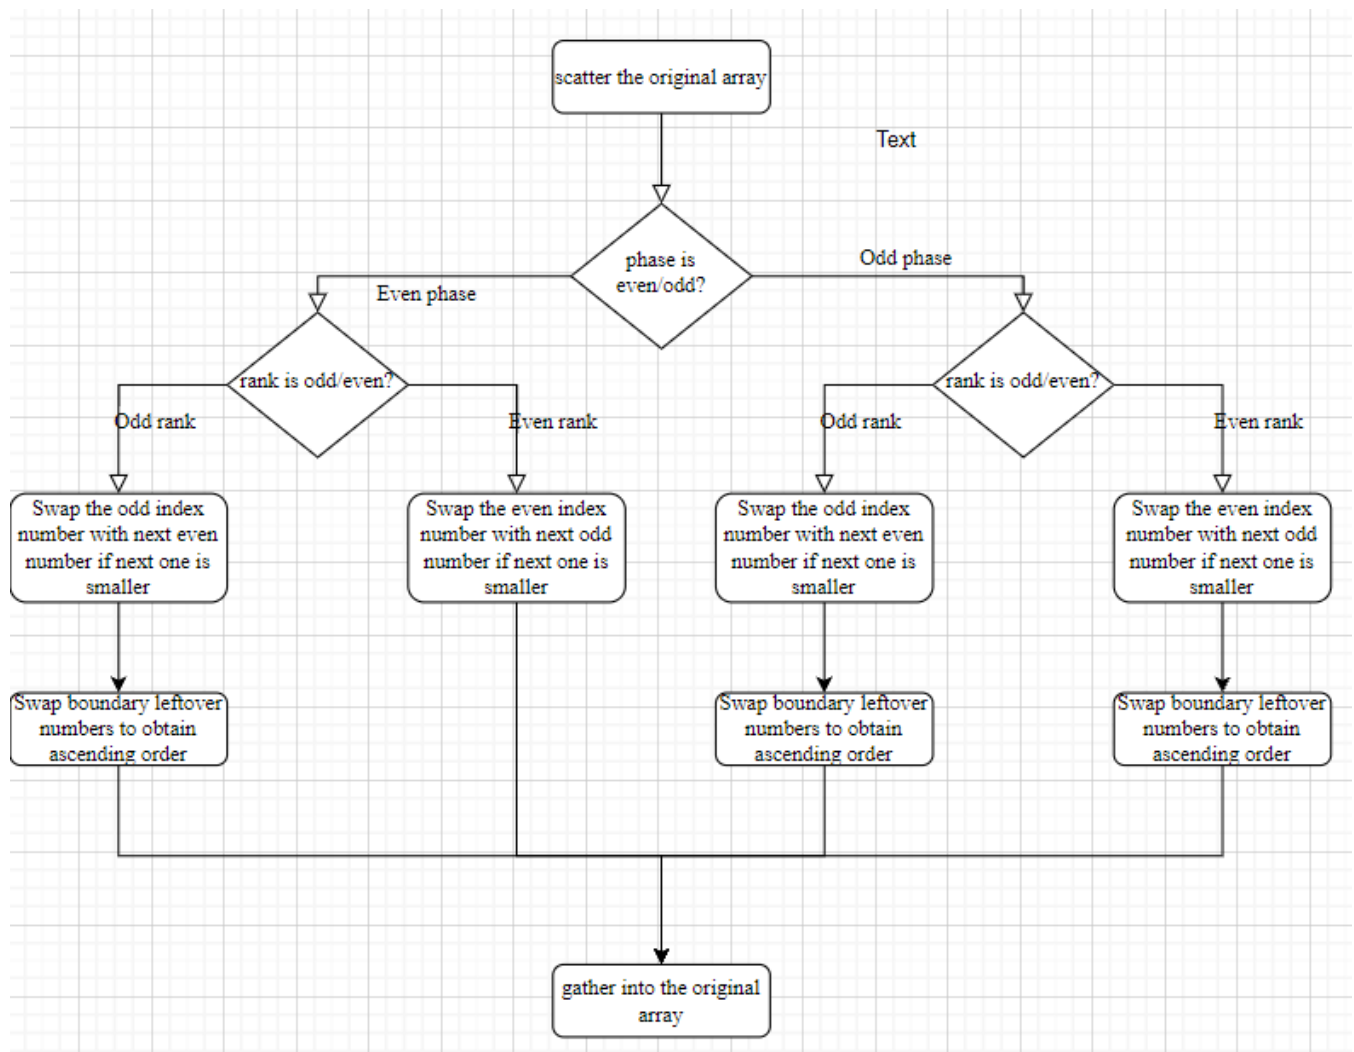 scatter the original array
Text
phase is
even/odd?
Odd phase
Even phase
rank is odd/even?
rank is odd/even?
Odd rank
Even rank
Odd rank
Even rank
Swap the odd index
number with next even
number if next one is
smaller
Swap the even index
number with next odd
number if next one is
smaller
Swap the odd index
number with next even
number if next one is
smaller
Swap the even index
number with next odd
number if next one is
smaller
Swap boundary leftover
numbers to obtain
ascending order
Swap boundary leftover
numbers to obtain
ascending order
Swap boundary leftover
numbers to obtain
ascending order
gather into the original
array